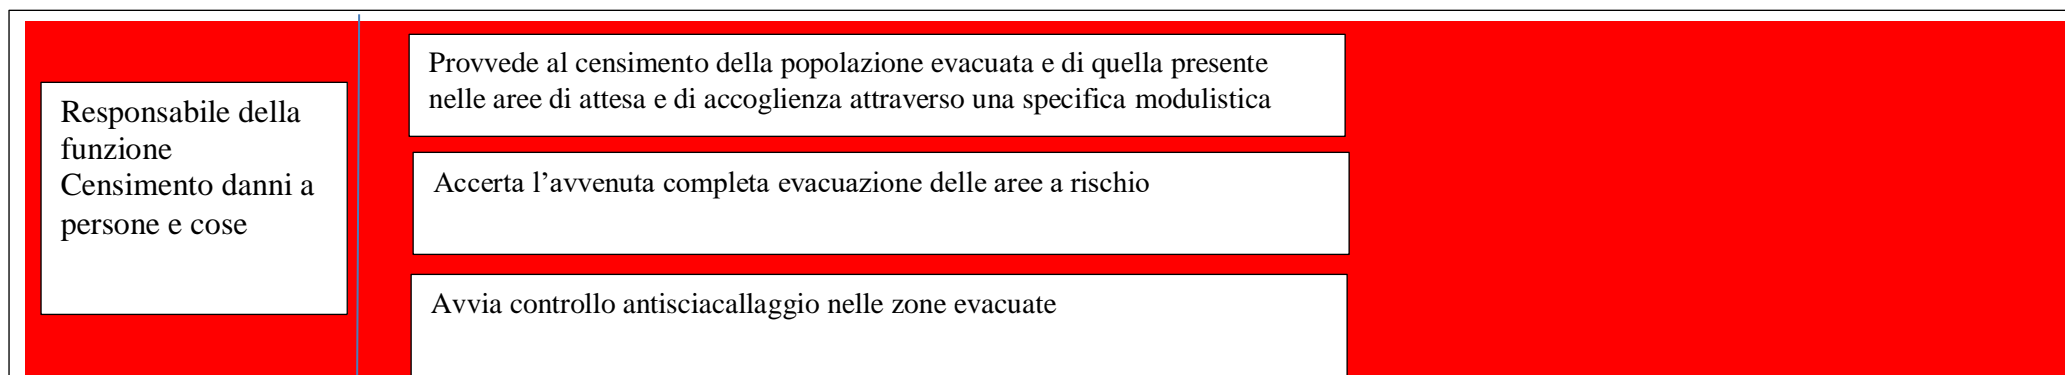 Responsabile della
funzione
Censimento danni a
persone e cose
Provvede al censimento della popolazione evacuata e di quella presente
nelle aree di attesa e di accoglienza attraverso una specifica modulistica
Accerta l’avvenuta completa evacuazione delle aree a rischio
Avvia controllo antisciacallaggio nelle zone evacuate